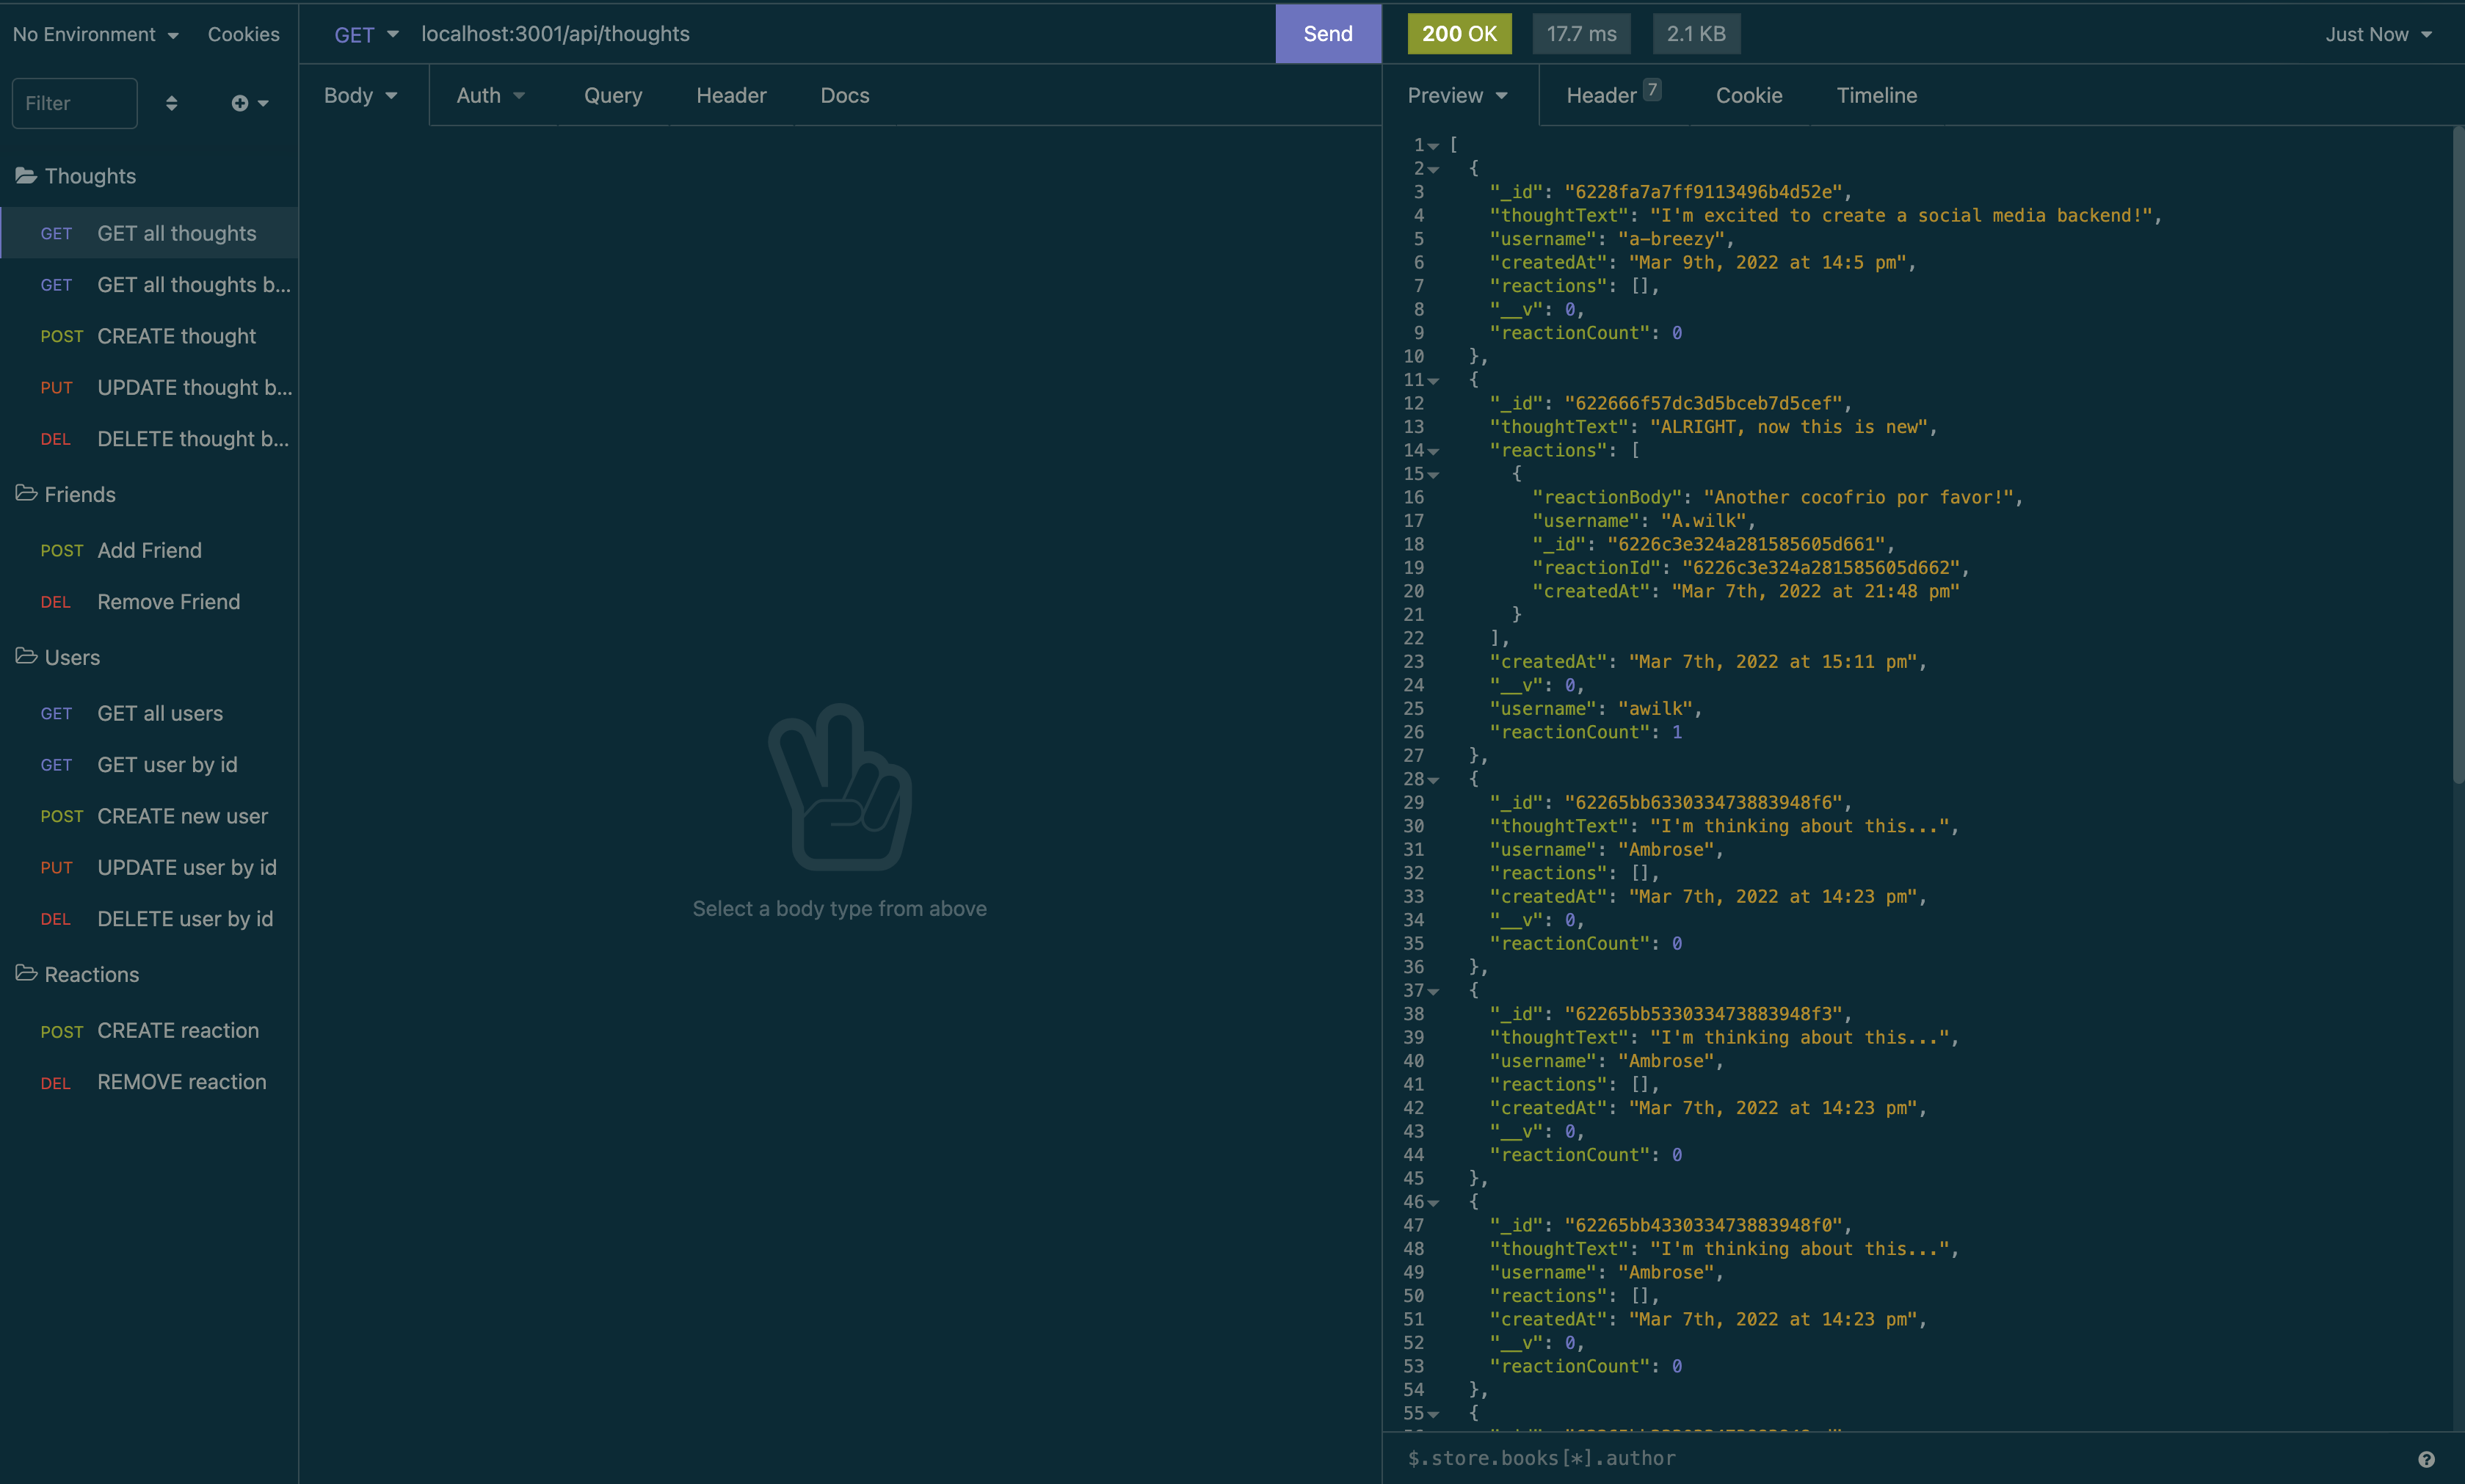 No Environment
Cookies
GET
localhost:3001/api/thoughts
Send
200 OK
17.7 ms
2.1 KB
Just Now
Filter
Body
Auth
Query
Header
Docs
Preview
Header 7
Cookie
Timeline
Thoughts
GET GET all thoughts
GET GET all thoughts b...
POST CREATE thought
PUT UPDATE thought b...
DEL DELETE thought b...
Friends
POST Add Friend
DEL Remove Friend
Users
GET GET all users
GET GET user by id
POST CREATE new user
PUT UPDATE user by id
DEL DELETE user by id
Reactions
POST CREATE reaction
DEL REMOVE reaction
Select a body type from above
1 [
2 {
3 "_id": "6228fa7a7ff9113496b4d52e",
4 "thoughtText": "I'm excited to create a social media backend!",
5 "username": "a-breezy",
6 "createdAt": "Mar 9th, 2022 at 14:5 pm",
7 "reactions": [],
8 "__v": 0,
9 "reactionCount": 0
10 },
11 {
12 "_id": "622666f57dc3d5bceb7d5cef",
13 "thoughtText": "ALRIGHT, now this is new",
14 "reactions": [
15 {
16 "reactionBody": "Another cocofrio por favor!",
17 "username": "A.wilk",
18 "_id": "6226c3e324a281585605d661",
19 "reactionId": "6226c3e324a281585605d662",
20 "createdAt": "Mar 7th, 2022 at 21:48 pm"
21 }
22 ],
23 "createdAt": "Mar 7th, 2022 at 15:11 pm",
24 "__v": 0,
25 "username": "awilk",
26 "reactionCount": 1
27 },
28 {
29 "_id": "62265bb633033473883948f6",
30 "thoughtText": "I'm thinking about this...",
31 "username": "Ambrose",
32 "reactions": [],
33 "createdAt": "Mar 7th, 2022 at 14:23 pm",
34 "__v": 0,
35 "reactionCount": 0
36 },
37 {
38 "_id": "62265bb533033473883948f3",
39 "thoughtText": "I'm thinking about this...",
40 "username": "Ambrose",
41 "reactions": [],
42 "createdAt": "Mar 7th, 2022 at 14:23 pm",
43 "__v": 0,
44 "reactionCount": 0
45 },
46 {
47 "_id": "62265bb433033473883948f0",
48 "thoughtText": "I'm thinking about this...",
49 "username": "Ambrose",
50 "reactions": [],
51 "createdAt": "Mar 7th, 2022 at 14:23 pm",
52 "__v": 0,
53 "reactionCount": 0
54 },
55 {
$.store.books[*].author